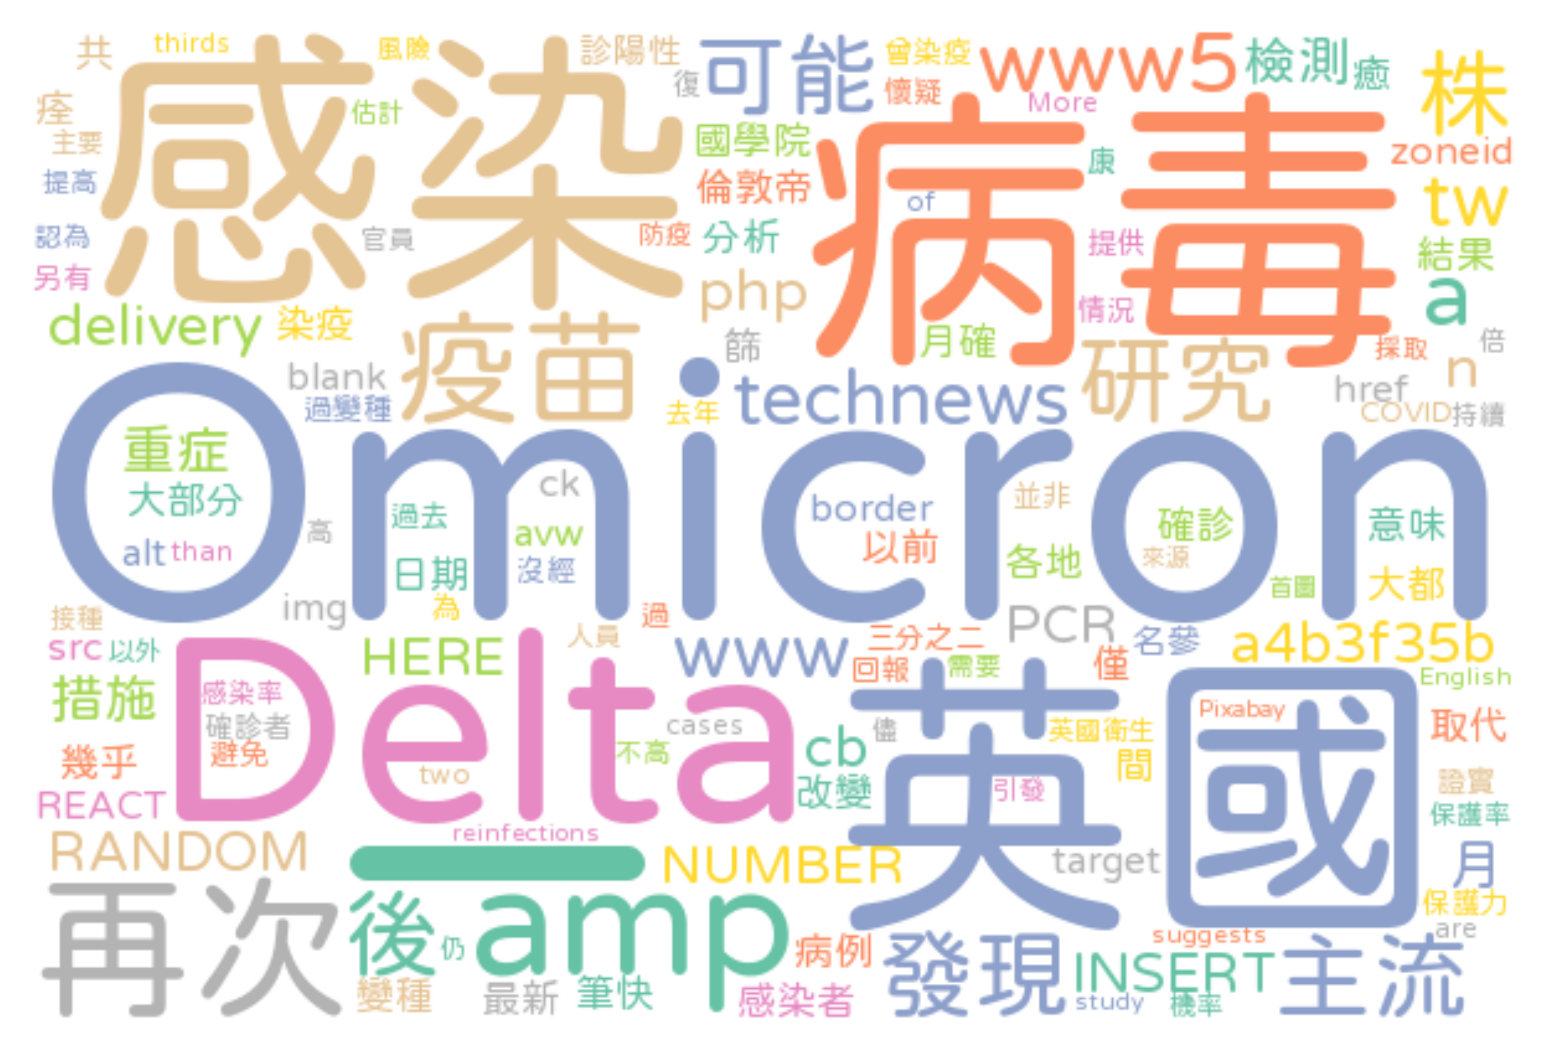 共
thirds
風險
診陽性
復
可能
曾染疫
www5
檢測
癒
株
感染
懷疑
More
痊
估計
國學院
病毒
主要
康
zoneid
提高
倫敦帝
of
tw
認為
官員
防疫
分析
提供
結果
另有
php
情況
a
delivery
染疫
疫苗
篩
月確
研究
採取
倍
blank
過變種
去年
technews
href
n
COVID
持續
Omicron
重症
大部分
ck
border
並非
過去
avw
以前
確診
意味
高
alt
than
日期
沒經
各地
來源
首圖
大都
img
為
接種
過
人員
三分之二
PCR
名參
a4b3f35b
src
以外
HERE
www
回報
需要
僅
English
措施
Delta
感染率
確診者
cases
英國
儘
英國衛生
Pixabay
取代
幾乎
避免
two
不高
cb
間
證實
REACT
改變
引發
保護率
reinfections
RANDOM
一
NUMBER
target
月
再次
後
仍
amp
病例
發現
suggests
保護力
are
INSERT
主流
變種
最新
筆快
感染者
study
機率